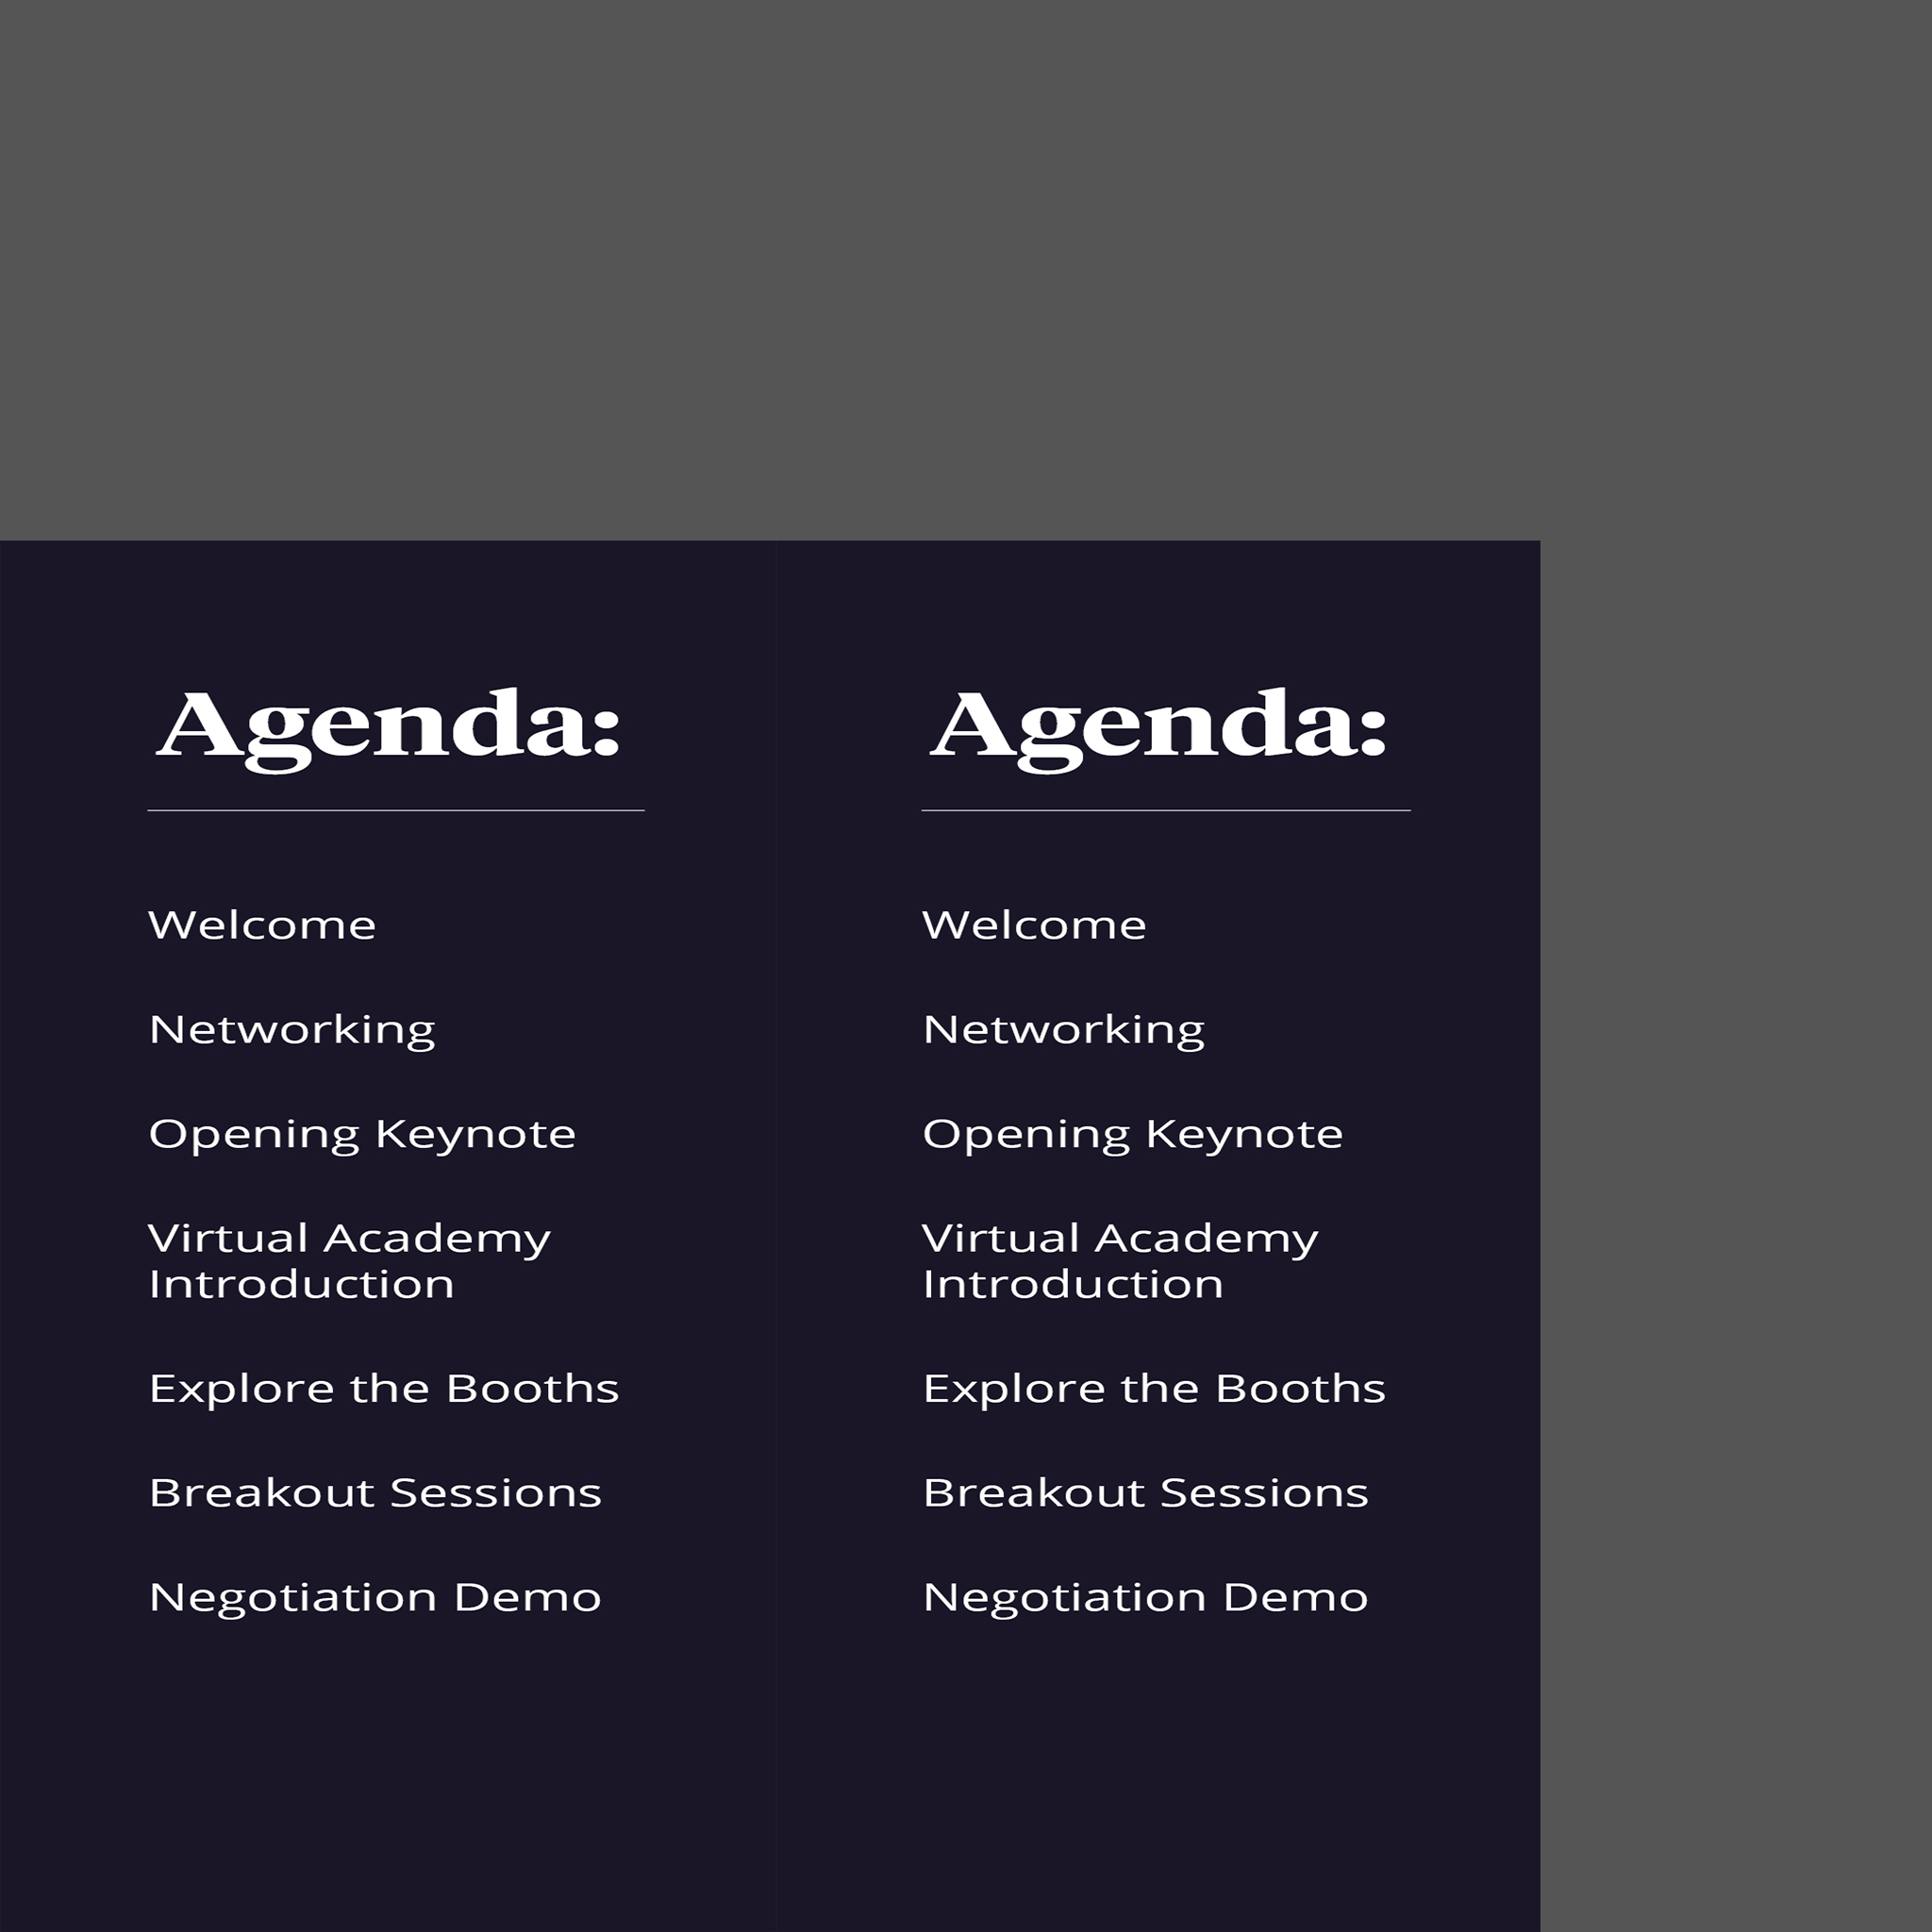 Agenda:
Welcome
Networking
Opening Keynote
Virtual Academy
Introduction
Explore the Booths
Breakout Sessions
Negotiation Demo
Agenda:
Welcome
Networking
Opening Keynote
Virtual Academy
Introduction
Explore the Booths
Breakout Sessions
Negotiation Demo